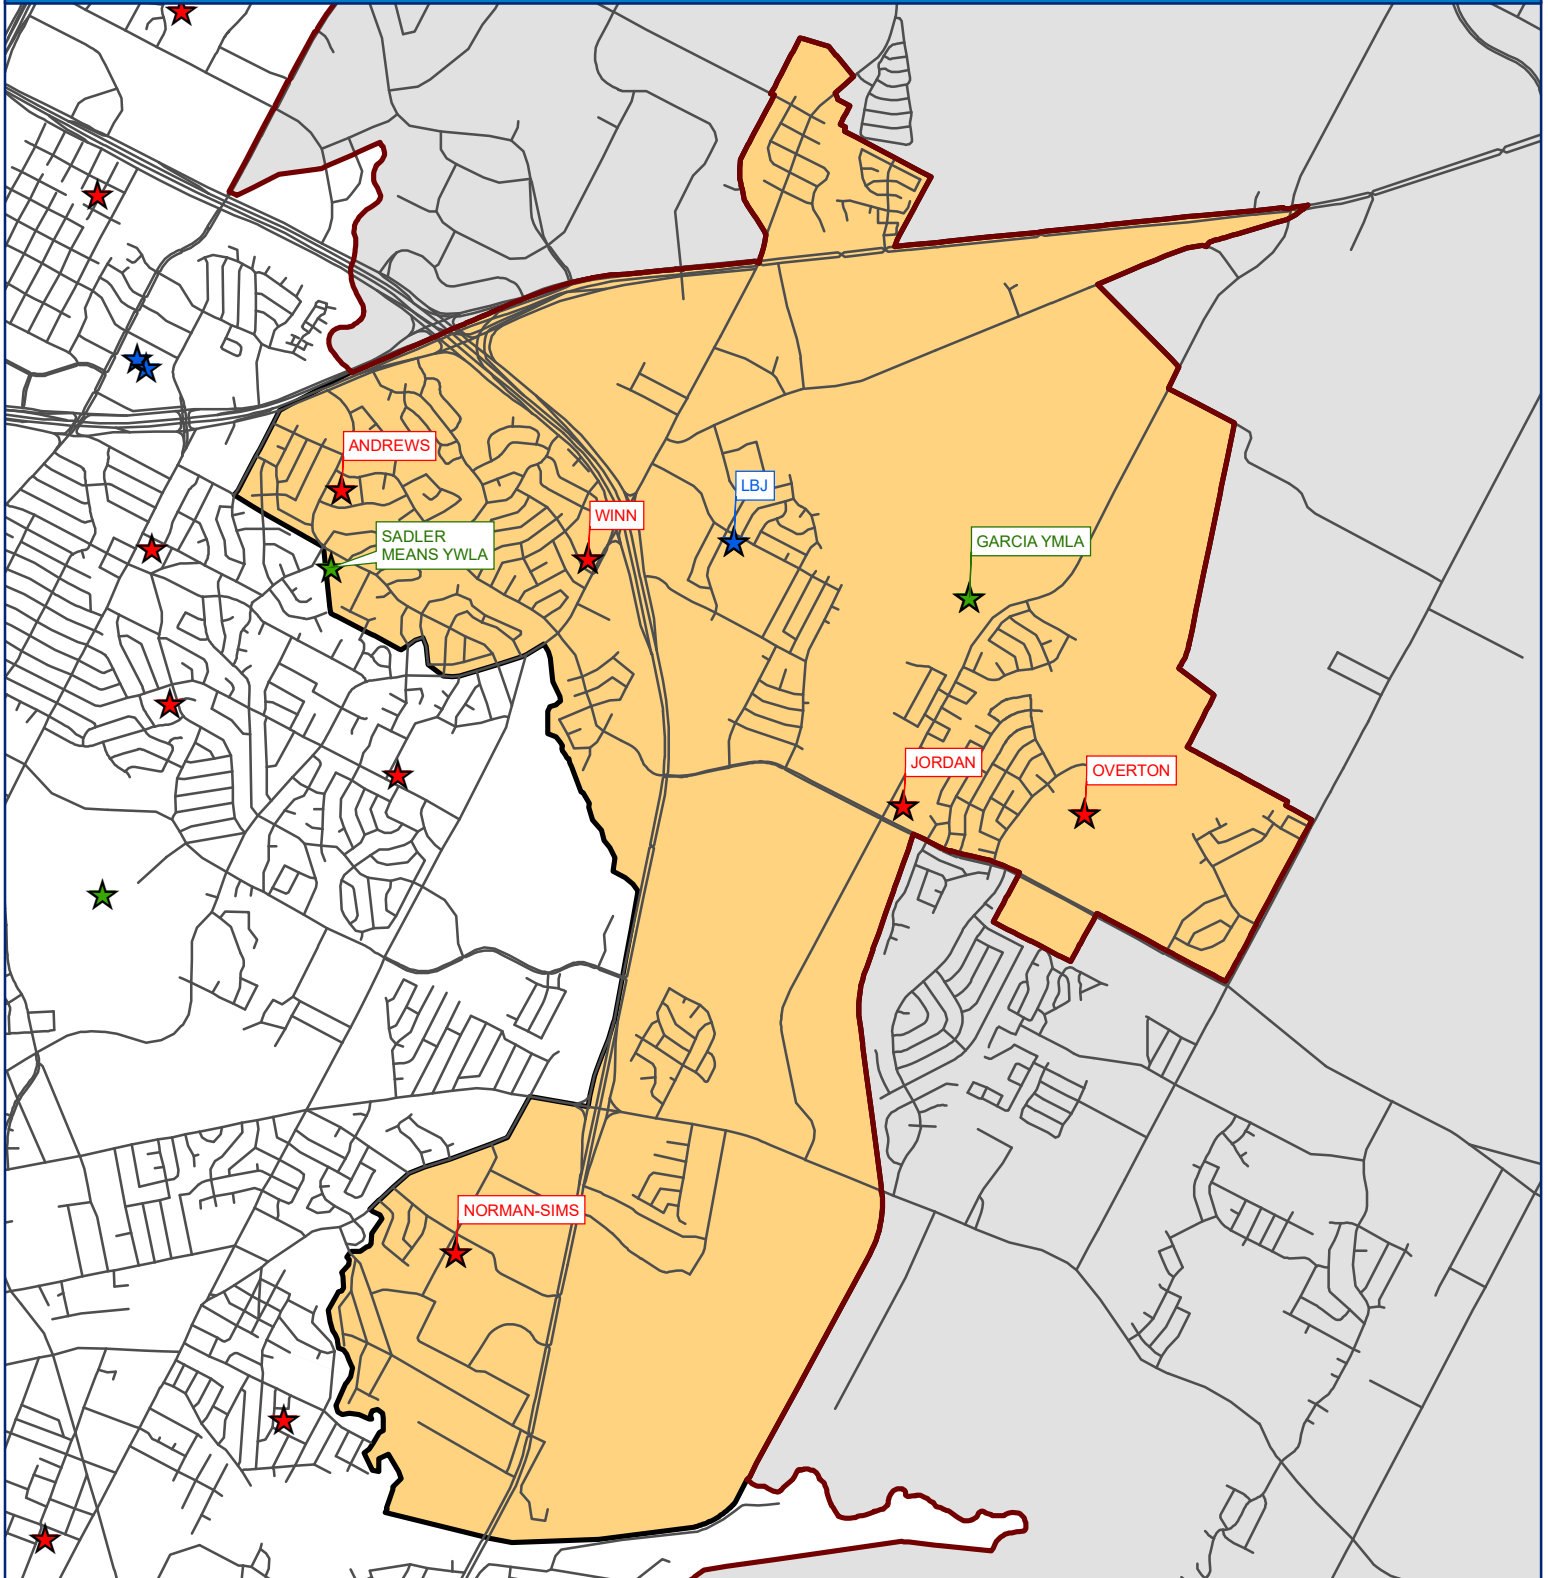 ANDREWS
LBJ
WINN
SADLER
MEANS YWLA
GARCIA YMLA
JORDAN
OVERTON
NORMAN-SIMS